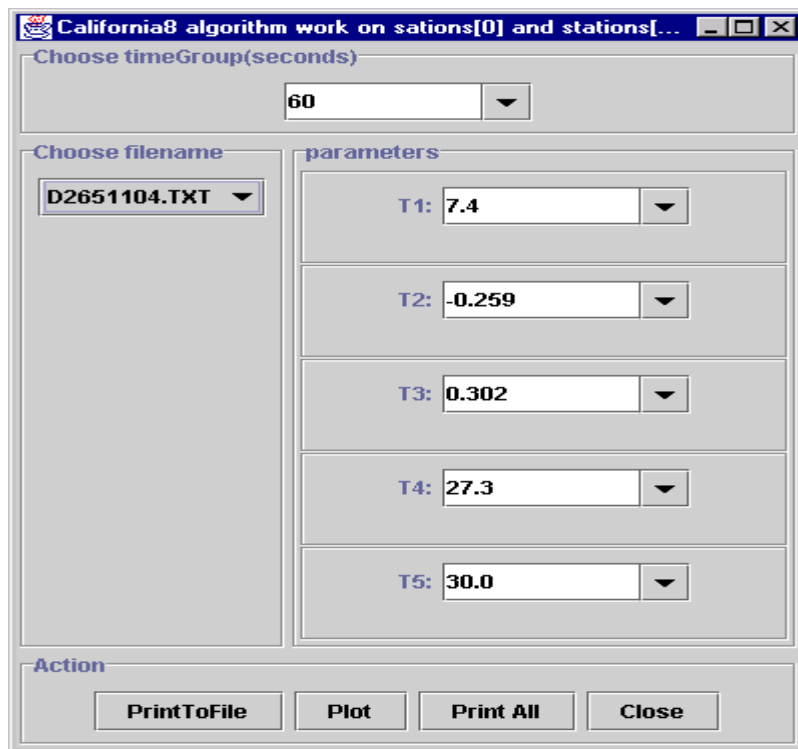 California8 algorithm work on sations[0] and stations[...
Choose timeGroup(seconds)
60
Choose filename
D2651104.TXT
parameters
T1: 7.4
T2: -0.259
T3: 0.302
T4: 27.3
T5: 30.0
Action
PrintToFile Plot Print All Close